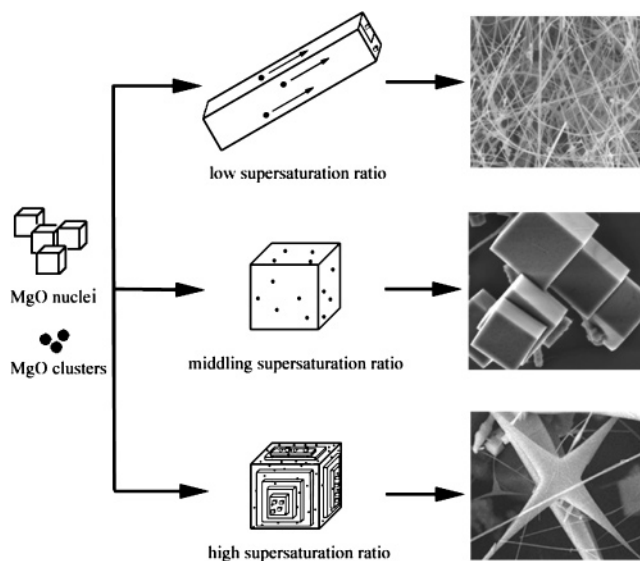 low supersaturation ratio
MgO nuclei
MgO clusters
middling supersaturation ratio
high supersaturation ratio